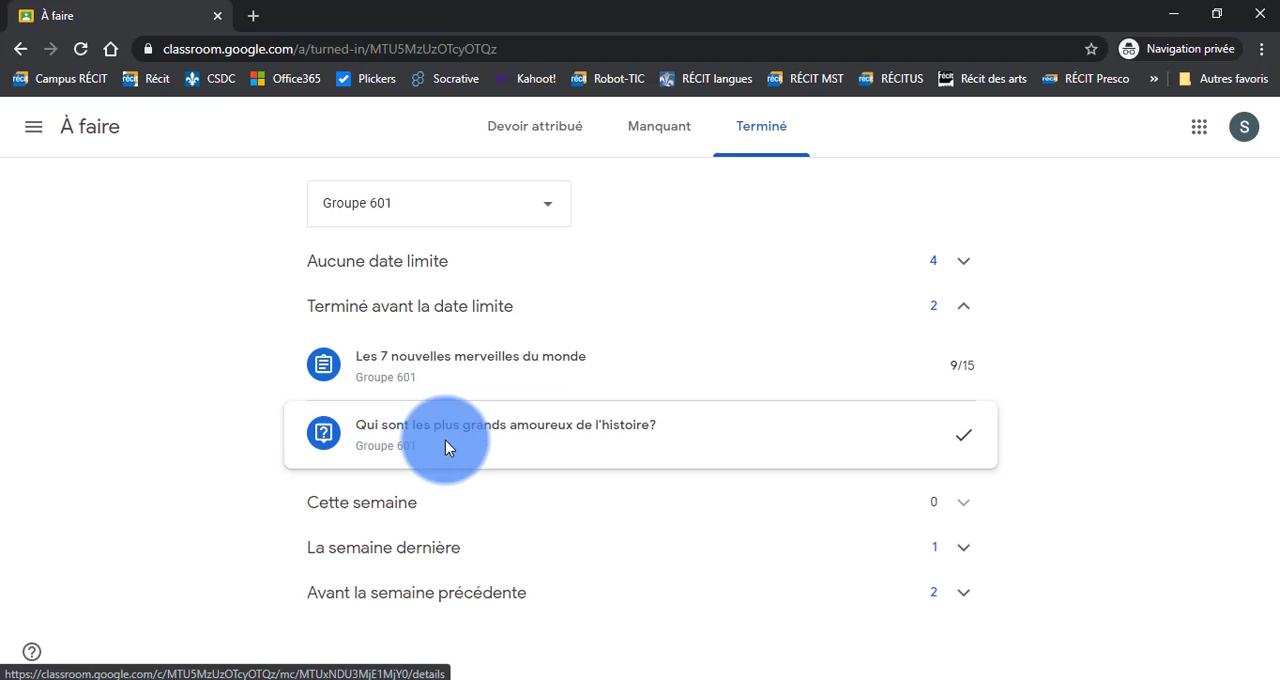 À faire
classroom.google.com/a/turned-in/MTU5MzUzOTcyOTQz
Navigation privée
Campus RÉCIT Récit CSDC Office365 Plickers Socrative Kahoot! Robot-TIC RÉCIT langues RÉCIT MST RÉCITUS Récit des arts RÉCIT Presco » Autres favoris
À faire
Devoir attribué Manquant Terminé
S
Groupe 601
Aucune date limite 4
Terminé avant la date limite 2
Les 7 nouvelles merveilles du monde
Groupe 601
9/15
Qui sont les plus grands amoureux de l'histoire?
Groupe 601
Cette semaine 0
La semaine dernière 1
Avant la semaine précédente 2
https://classroom.google.com/c/MTU5MzUzOTcyOTQz/mc/MTUxNDU3MjE1MjY0/details